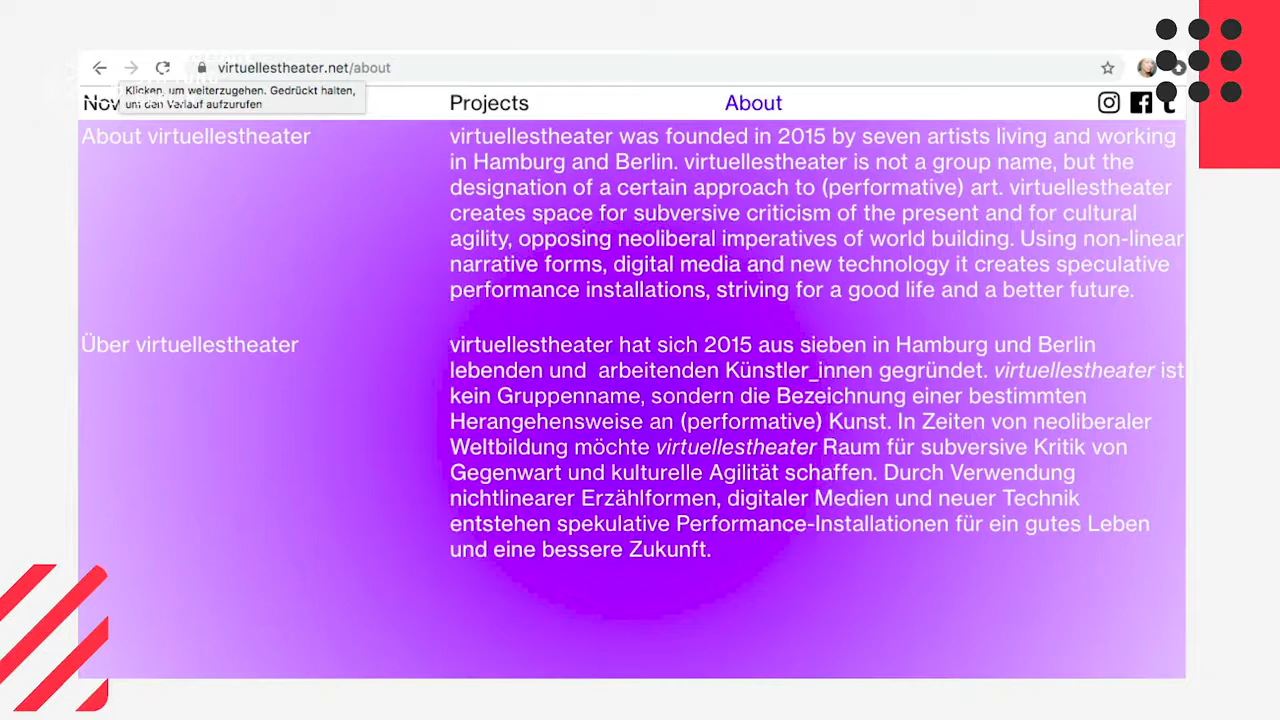 virtuellestheater.net/about
Klicken, um weiterzugehen. Gedrückt halten,
um den Verlauf aufzurufen
Projects
About
About virtuellestheater
virtuellestheater was founded in 2015 by seven artists living and working
in Hamburg and Berlin. virtuellestheater is not a group name, but the
designation of a certain approach to (performative) art. virtuellestheater
creates space for subversive criticism of the present and for cultural
agility, opposing neoliberal imperatives of world building. Using non-linear
narrative forms, digital media and new technology it creates speculative
performance installations, striving for a good life and a better future.
Über virtuellestheater
virtuellestheater hat sich 2015 aus sieben in Hamburg und Berlin
lebenden und  arbeitenden Künstler_innen gegründet. virtuellestheater ist
kein Gruppenname, sondern die Bezeichnung einer bestimmten
Herangehensweise an (performative) Kunst. In Zeiten von neoliberaler
Weltbildung möchte virtuellestheater Raum für subversive Kritik von
Gegenwart und kulturelle Agilität schaffen. Durch Verwendung
nichtlinearer Erzählformen, digitaler Medien und neuer Technik
entstehen spekulative Performance-Installationen für ein gutes Leben
und eine bessere Zukunft.